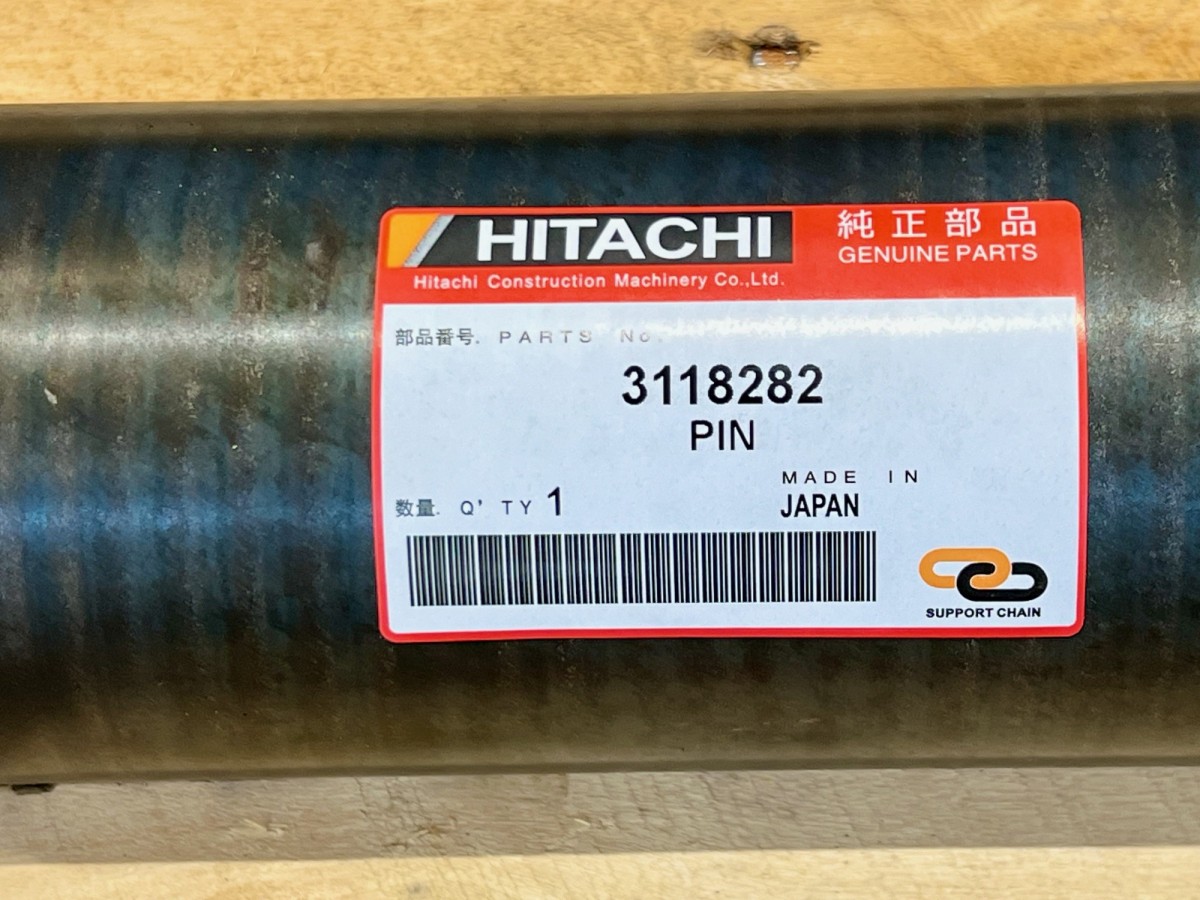 HITACHI
純正部品
GENUINE PARTS
Hitachi Construction Machinery Co.,Ltd.
部品番号. PARTS No.
3118282
PIN
MADE IN
JAPAN
数量. Q'TY 1
SUPPORT CHAIN